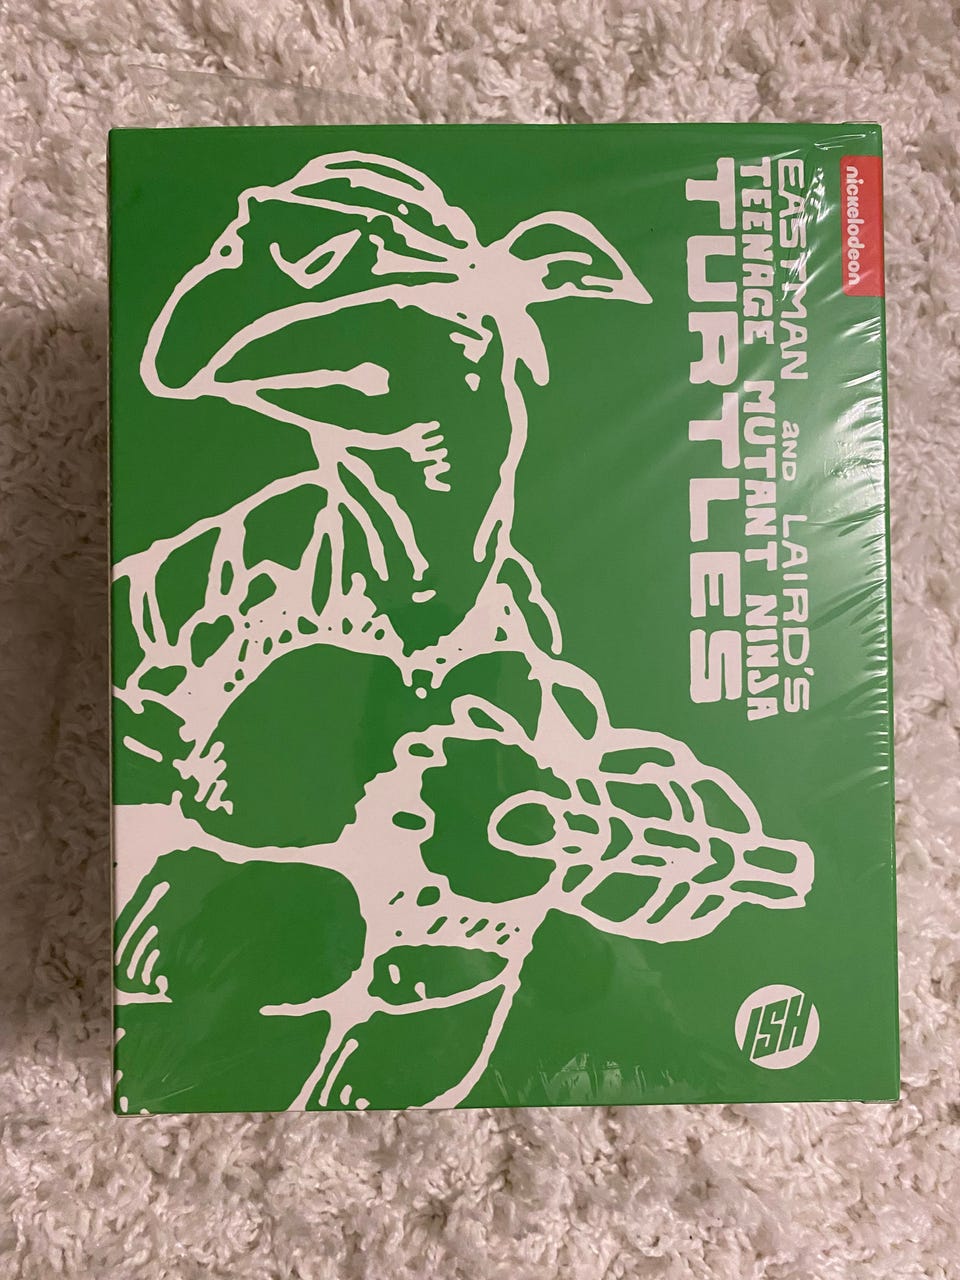 nickelodeon
EASTMAN AND LAIRD'S
TEENAGE MUTANT NINJA
TURTLES
ISH